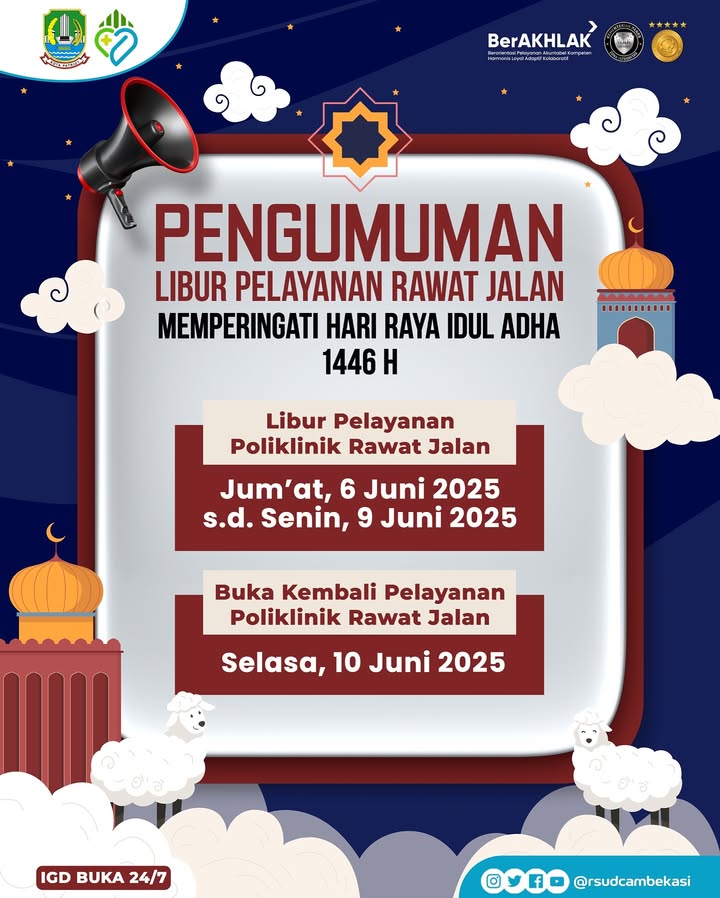 BerAKHLAK
Berorientasi Pelayanan Akuntabel Kompeten
Harmonis Loyal Adaptif Kolaboratif
PENGUMUMAN
LIBUR PELAYANAN RAWAT JALAN
MEMPERINGATI HARI RAYA IDUL ADHA
1446 H
Libur Pelayanan
Poliklinik Rawat Jalan
Jum'at, 6 Juni 2025
s.d. Senin, 9 Juni 2025
Buka Kembali Pelayanan
Poliklinik Rawat Jalan
Selasa, 10 Juni 2025
IGD BUKA 24/7
@rsudcambekasi